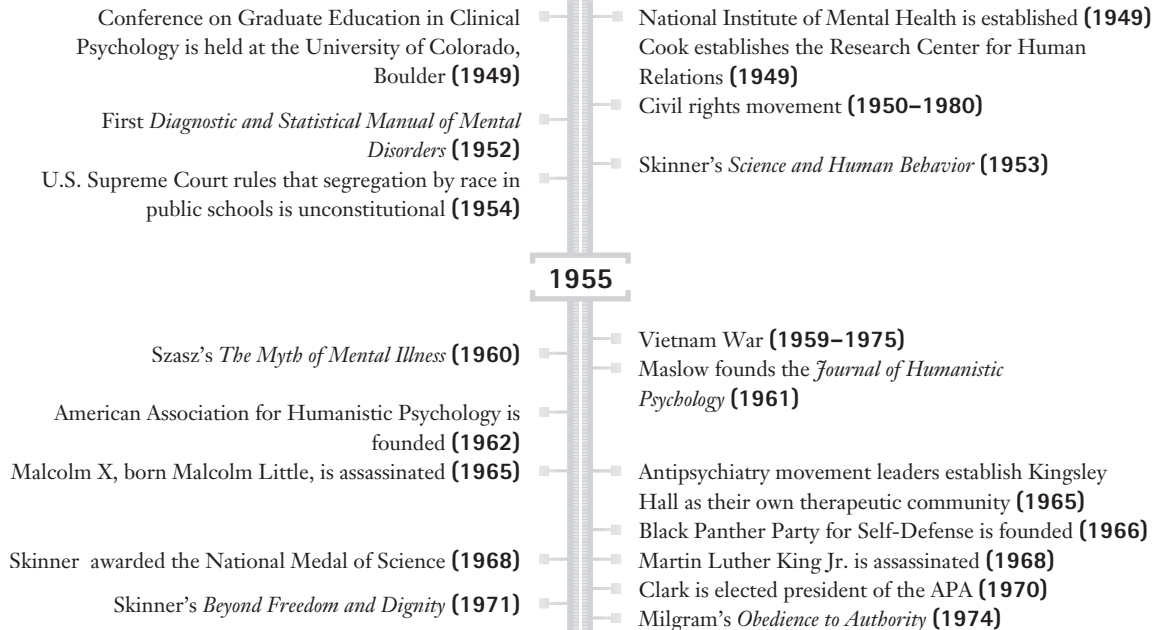 Conference on Graduate Education in Clinical
Psychology is held at the University of Colorado,
Boulder (1949)
First Diagnostic and Statistical Manual of Mental
Disorders (1952)
U.S. Supreme Court rules that segregation by race in
public schools is unconstitutional (1954)
National Institute of Mental Health is established (1949)
Cook establishes the Research Center for Human
Relations (1949)
Civil rights movement (1950–1980)
Skinner's Science and Human Behavior (1953)
1955
Szasz's The Myth of Mental Illness (1960)
American Association for Humanistic Psychology is
founded (1962)
Malcolm X, born Malcolm Little, is assassinated (1965)
Skinner awarded the National Medal of Science (1968)
Skinner's Beyond Freedom and Dignity (1971)
Vietnam War (1959–1975)
Maslow founds the Journal of Humanistic
Psychology (1961)
Antipsychiatry movement leaders establish Kingsley
Hall as their own therapeutic community (1965)
Black Panther Party for Self-Defense is founded (1966)
Martin Luther King Jr. is assassinated (1968)
Clark is elected president of the APA (1970)
Milgram's Obedience to Authority (1974)